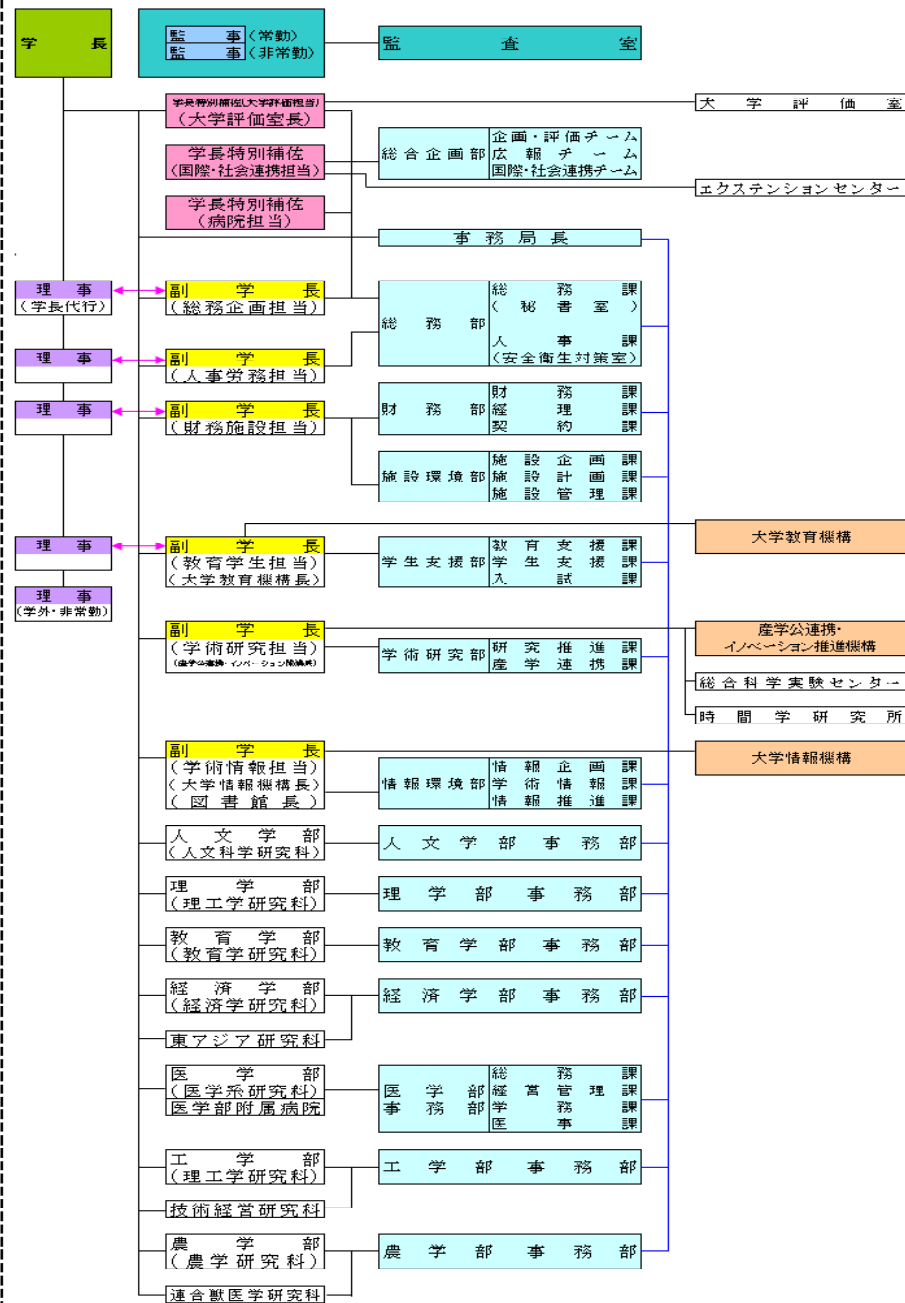 学長
監事(常勤)
監事(非常勤)
監査室
学長特別補佐(大学評価担当)
(大学評価室長)
大学評価室
学長特別補佐
(国際・社会連携担当)
総合企画部
企画・評価チーム
広報チーム
国際・社会連携チーム
エクステンションセンター
学長特別補佐
(病院担当)
事務局長
理事
(学長代行)
副学長
(総務企画担当)
総務部
総務課
(秘書室)
人事課
(安全衛生対策室)
理事
副学長
(人事労務担当)
理事
副学長
(財務施設担当)
財務部
財務課
経理課
契約課
施設環境部
施設企画課
施設計画課
施設管理課
理事
副学長
(教育学生担当)
(大学教育機構長)
学生支援部
教育支援課
学生支援課
入試課
大学教育機構
理事
(学外・非常勤)
副学長
(学術研究担当)
(産学公連携・イノベーション推進機構長)
学術研究部
研究推進課
産学連携課
産学公連携・
イノベーション推進機構
総合科学実験センター
時間学研究所
副学長
(学術情報担当)
(大学情報機構長)
(図書館長)
情報環境部
情報企画課
学術情報課
情報推進課
大学情報機構
人文学部
(人文科学研究科)
人文学部事務部
理学部
(理工学研究科)
理学部事務部
教育学部
(教育学研究科)
教育学部事務部
経済学部
(経済学研究科)
経済学部事務部
東アジア研究科
医学部
(医学系研究科)
医学部附属病院
医学部
事務部
総務課
経営管理課
学務課
医事課
工学部
(理工学研究科)
工学部事務部
技術経営研究科
農学部
(農学研究科)
農学部事務部
連合獣医学研究科